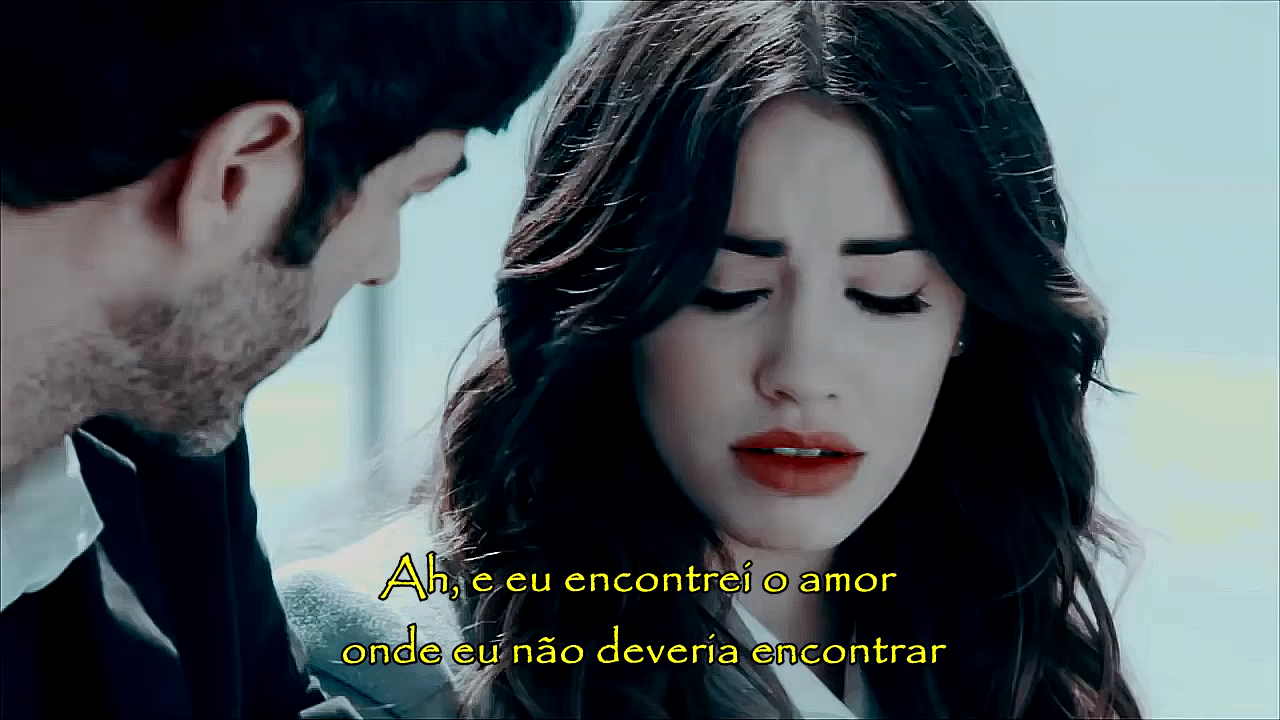 Ah, e eu encontrei o amor
onde eu não deveria encontrar